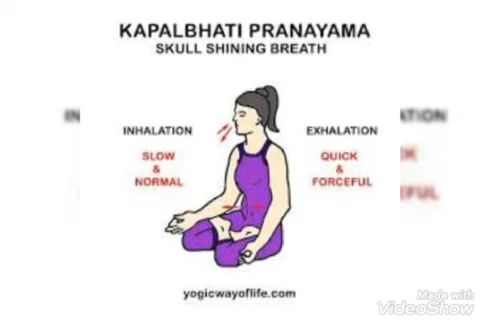 KAPALBHATI PRANAYAMA
SKULL SHINING BREATH
INHALATION
SLOW
&
NORMAL
EXHALATION
QUICK
&
FORCEFUL
yogicwayoflife.com
Made with
VideoShow